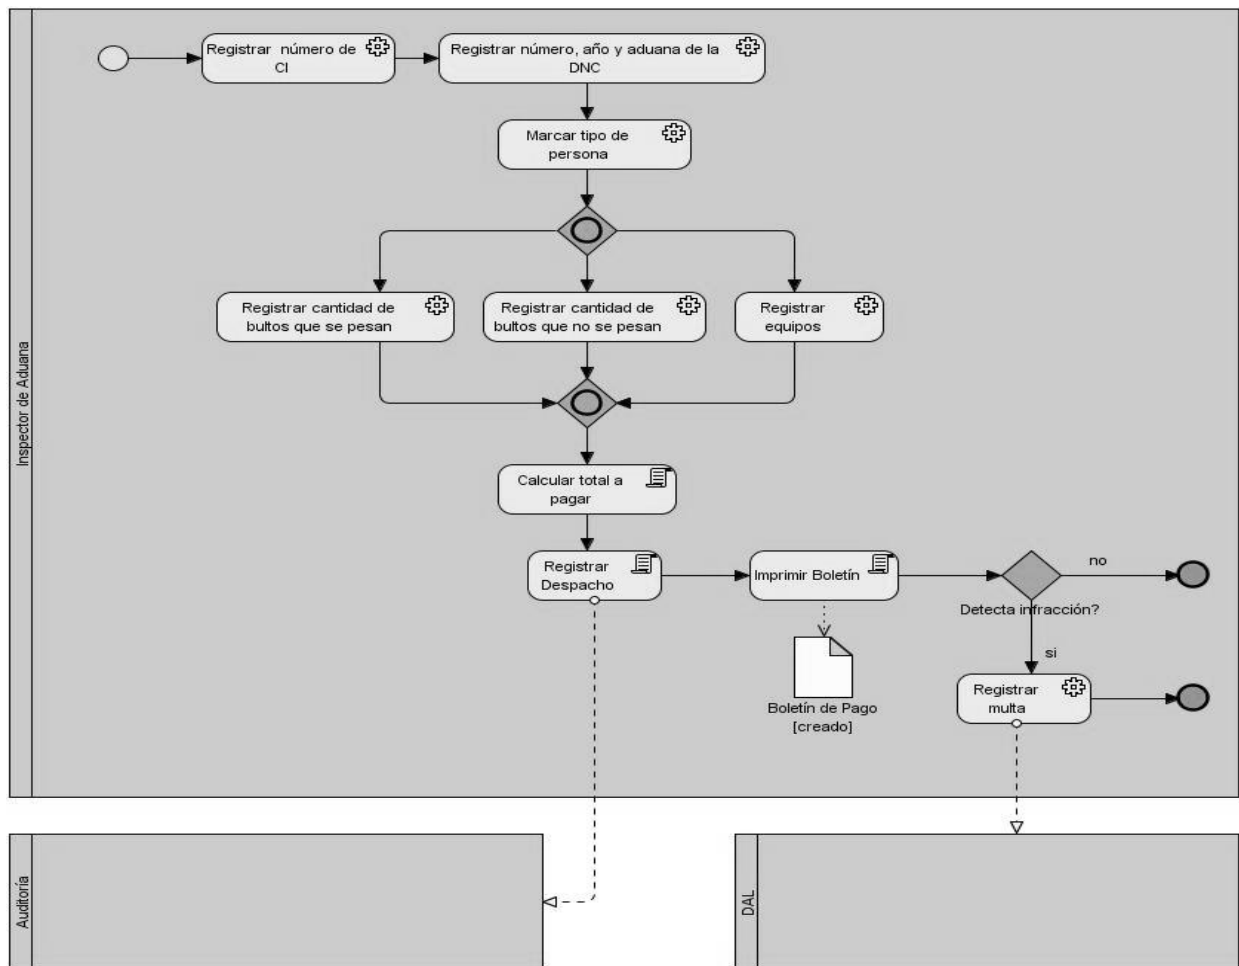 Registrar  número de
CI
Registrar número, año y aduana de la
DNC
Marcar tipo de
persona
Registrar cantidad de
bultos que se pesan
Registrar cantidad de
bultos que no se pesan
Registrar
equipos
Inspector de Aduana
Calcular total a
pagar
Registrar
Despacho
Imprimir Boletín
no
Detecta infracción?
si
Registrar
multa
Boletín de Pago
[creado]
Auditoría
DAL